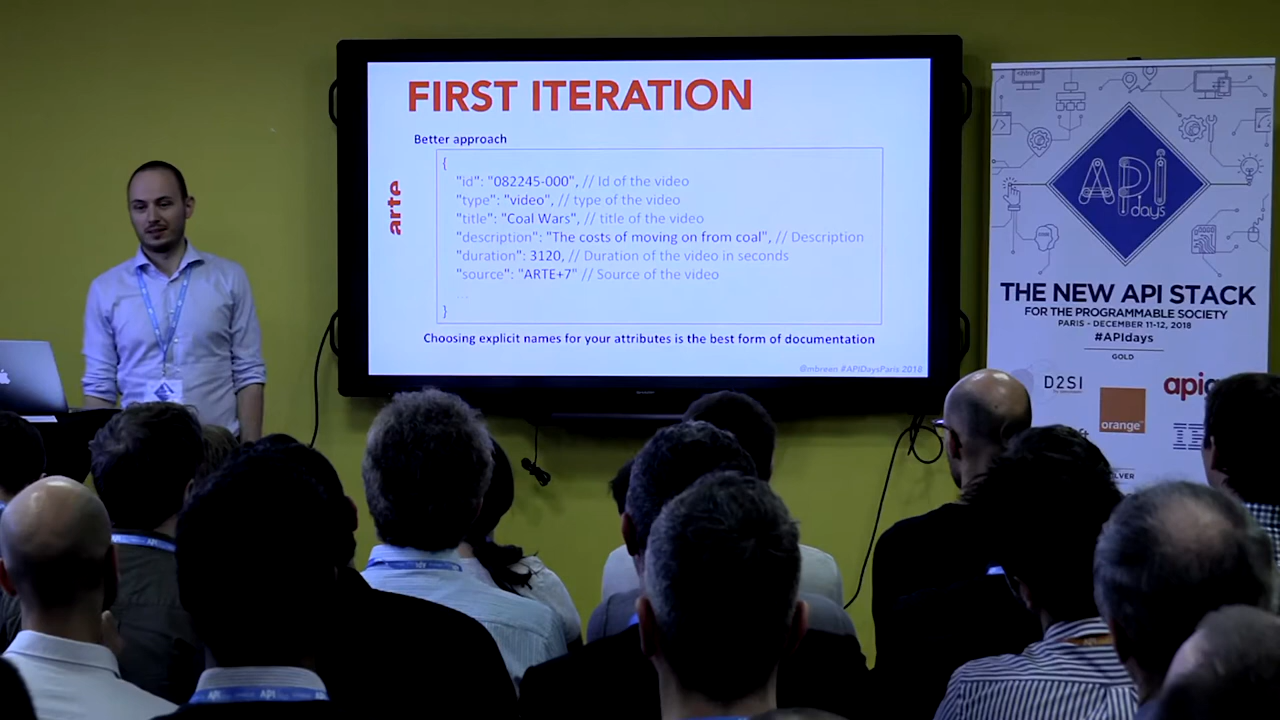 FIRST ITERATION
Better approach
{
"id": "082245-000", // Id of the video
"type": "video", // type of the video
"title": "Coal Wars", // title of the video
"description": "The costs of moving on from coal", // Description
"duration": 3120, // Duration of the video in seconds
"source": "ARTE+7" // Source of the video
...
}
Choosing explicit names for your attributes is the best form of documentation
@mbreen #APIDaysParis 2018
arte
API
days
THE NEW API STACK
FOR THE PROGRAMMABLE SOCIETY
PARIS - DECEMBER 11-12, 2018
#APIdays
GOLD
D2SI
orange
API